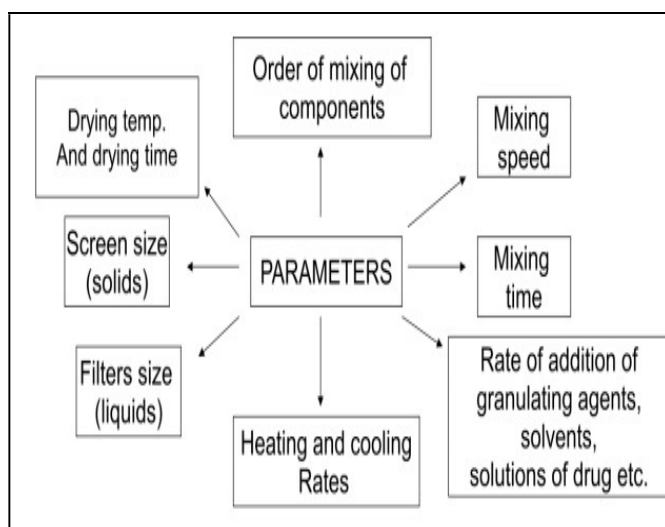 Order of mixing of
components
Drying temp.
And drying time
Mixing
speed
Screen size
(solids)
PARAMETERS
Mixing
time
Filters size
(liquids)
Heating and cooling
Rates
Rate of addition of
granulating agents,
solvents,
solutions of drug etc.